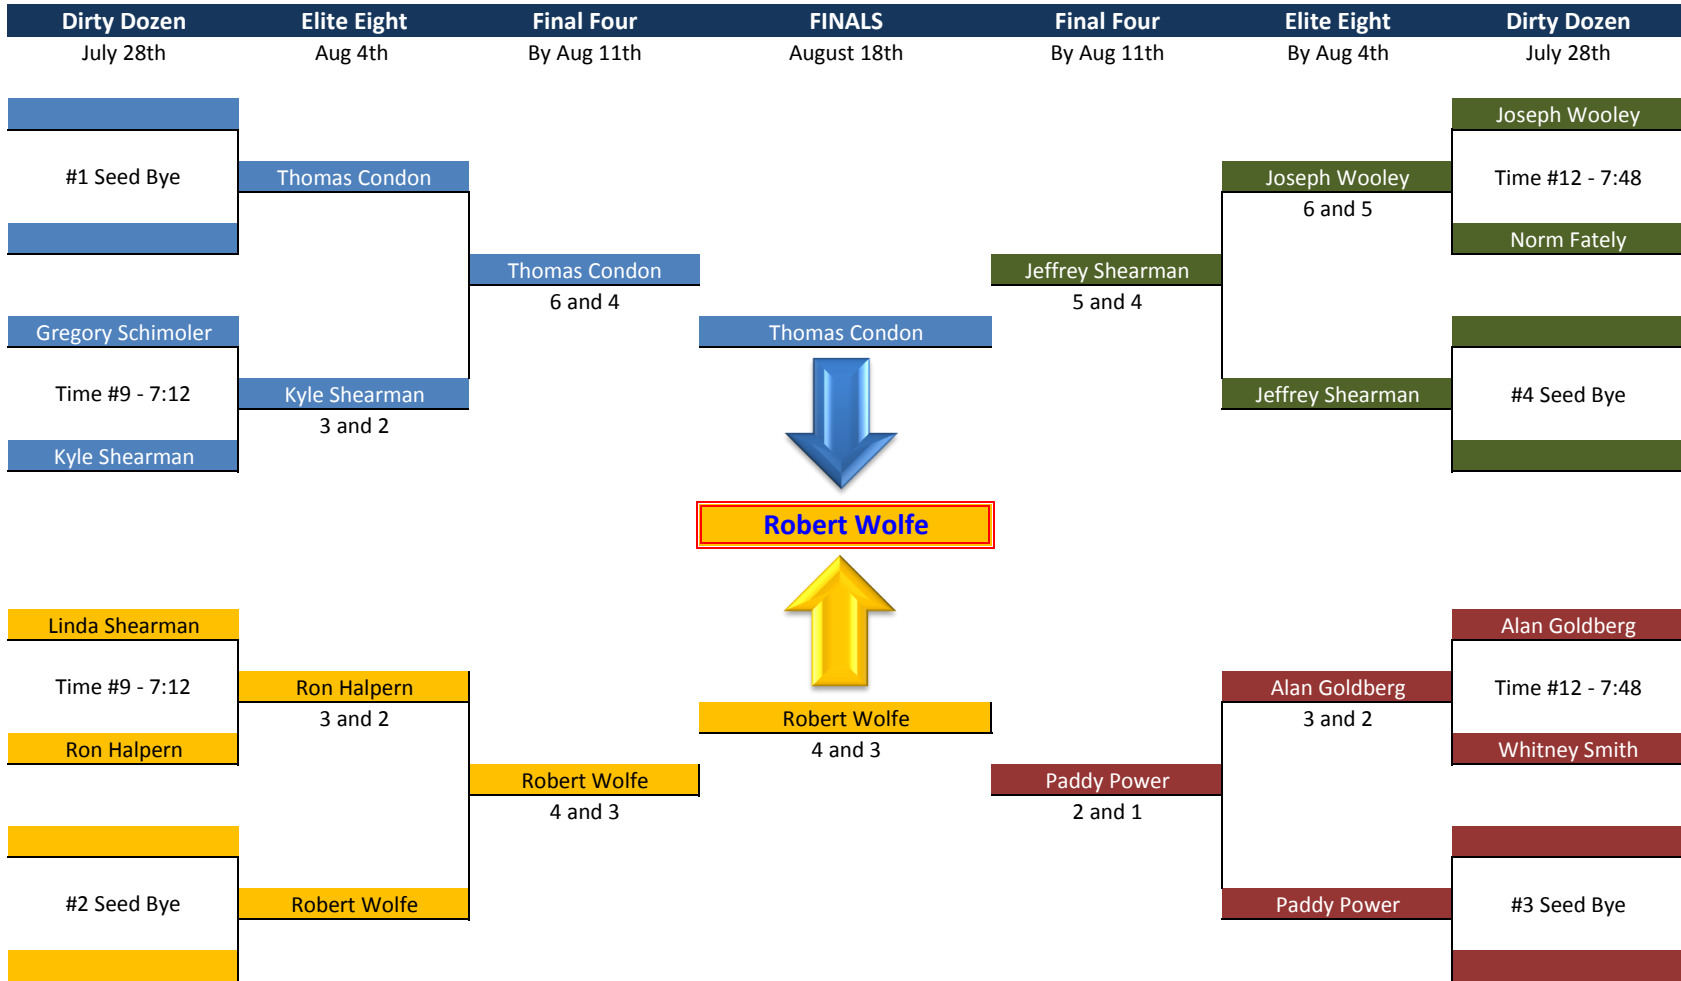 Dirty Dozen Elite Eight Final Four FINALS Final Four Elite Eight Dirty Dozen
July 28th Aug 4th By Aug 11th August 18th By Aug 11th By Aug 4th July 28th
Joseph Wooley
#1 Seed Bye Thomas Condon Joseph Wooley Time #12 - 7:48
6 and 5
Norm Fately
Thomas Condon Jeffrey Shearman
6 and 4 5 and 4
Gregory Schimoler Thomas Condon
Time #9 - 7:12 Kyle Shearman Jeffrey Shearman #4 Seed Bye
3 and 2
Kyle Shearman
Robert Wolfe
Linda Shearman Alan Goldberg
Time #9 - 7:12 Ron Halpern Alan Goldberg Time #12 - 7:48
3 and 2 Robert Wolfe 3 and 2
Ron Halpern 4 and 3 Whitney Smith
Robert Wolfe Paddy Power
4 and 3 2 and 1
#2 Seed Bye Robert Wolfe Paddy Power #3 Seed Bye